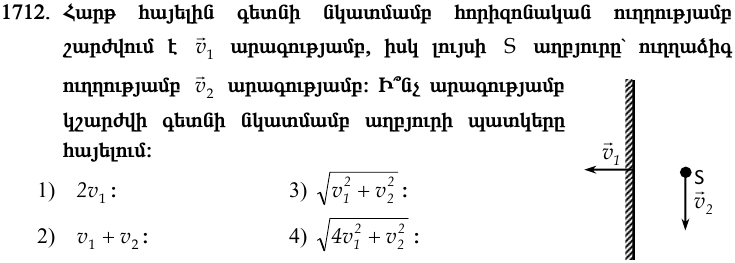 1712. Հարթ հայելին գետնի նկատմամբ հորիզոնական ուղղությամբ
շարժվում է v⃗₁ արագությամբ, իսկ լույսի S աղբյուրը՝ ուղղաձիգ
ուղղությամբ v⃗₂ արագությամբ։ Ի՞նչ արագությամբ
կշարժվի գետնի նկատմամբ աղբյուրի պատկերը
հայելում։
1) 2v₁ ։ 3) √(v₁² + v₂²) ։
2) v₁ + v₂ ։ 4) √(4v₁² + v₂²) ։
v⃗₁
S
v⃗₂